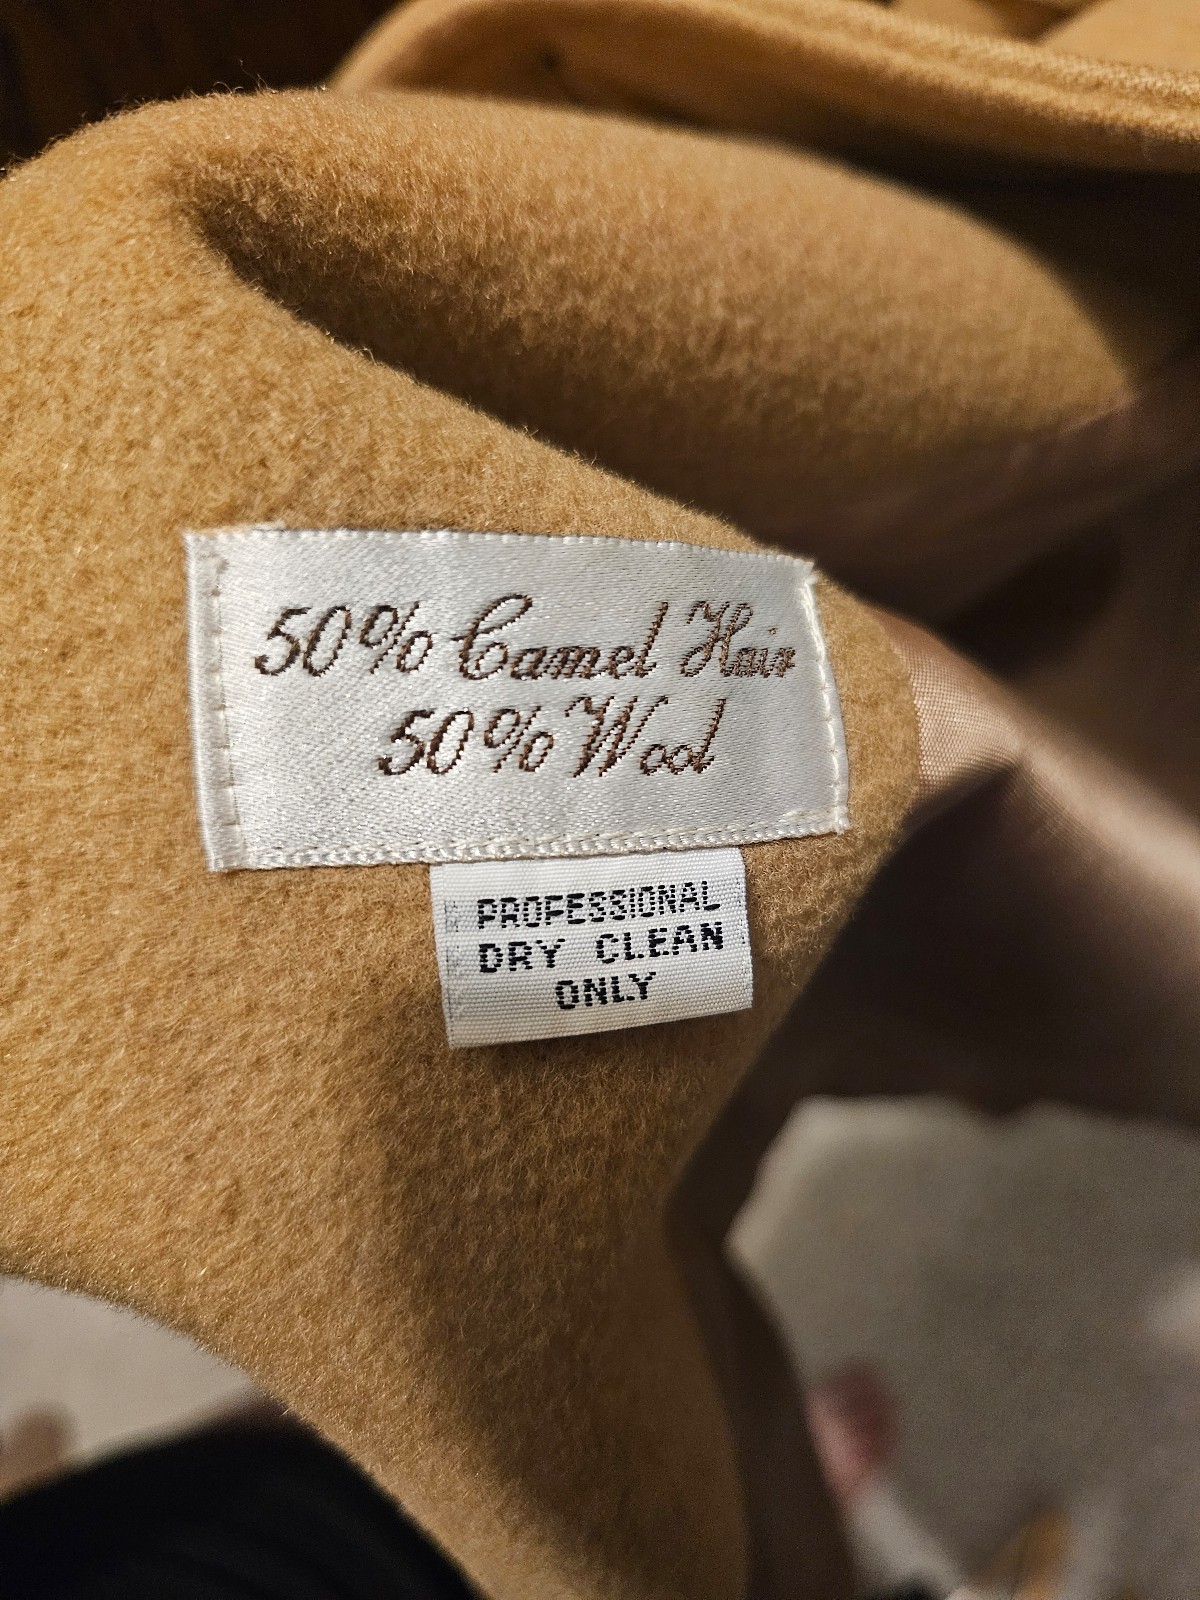 50% Camel Hair
50% Wool
PROFESSIONAL
DRY CLEAN
ONLY